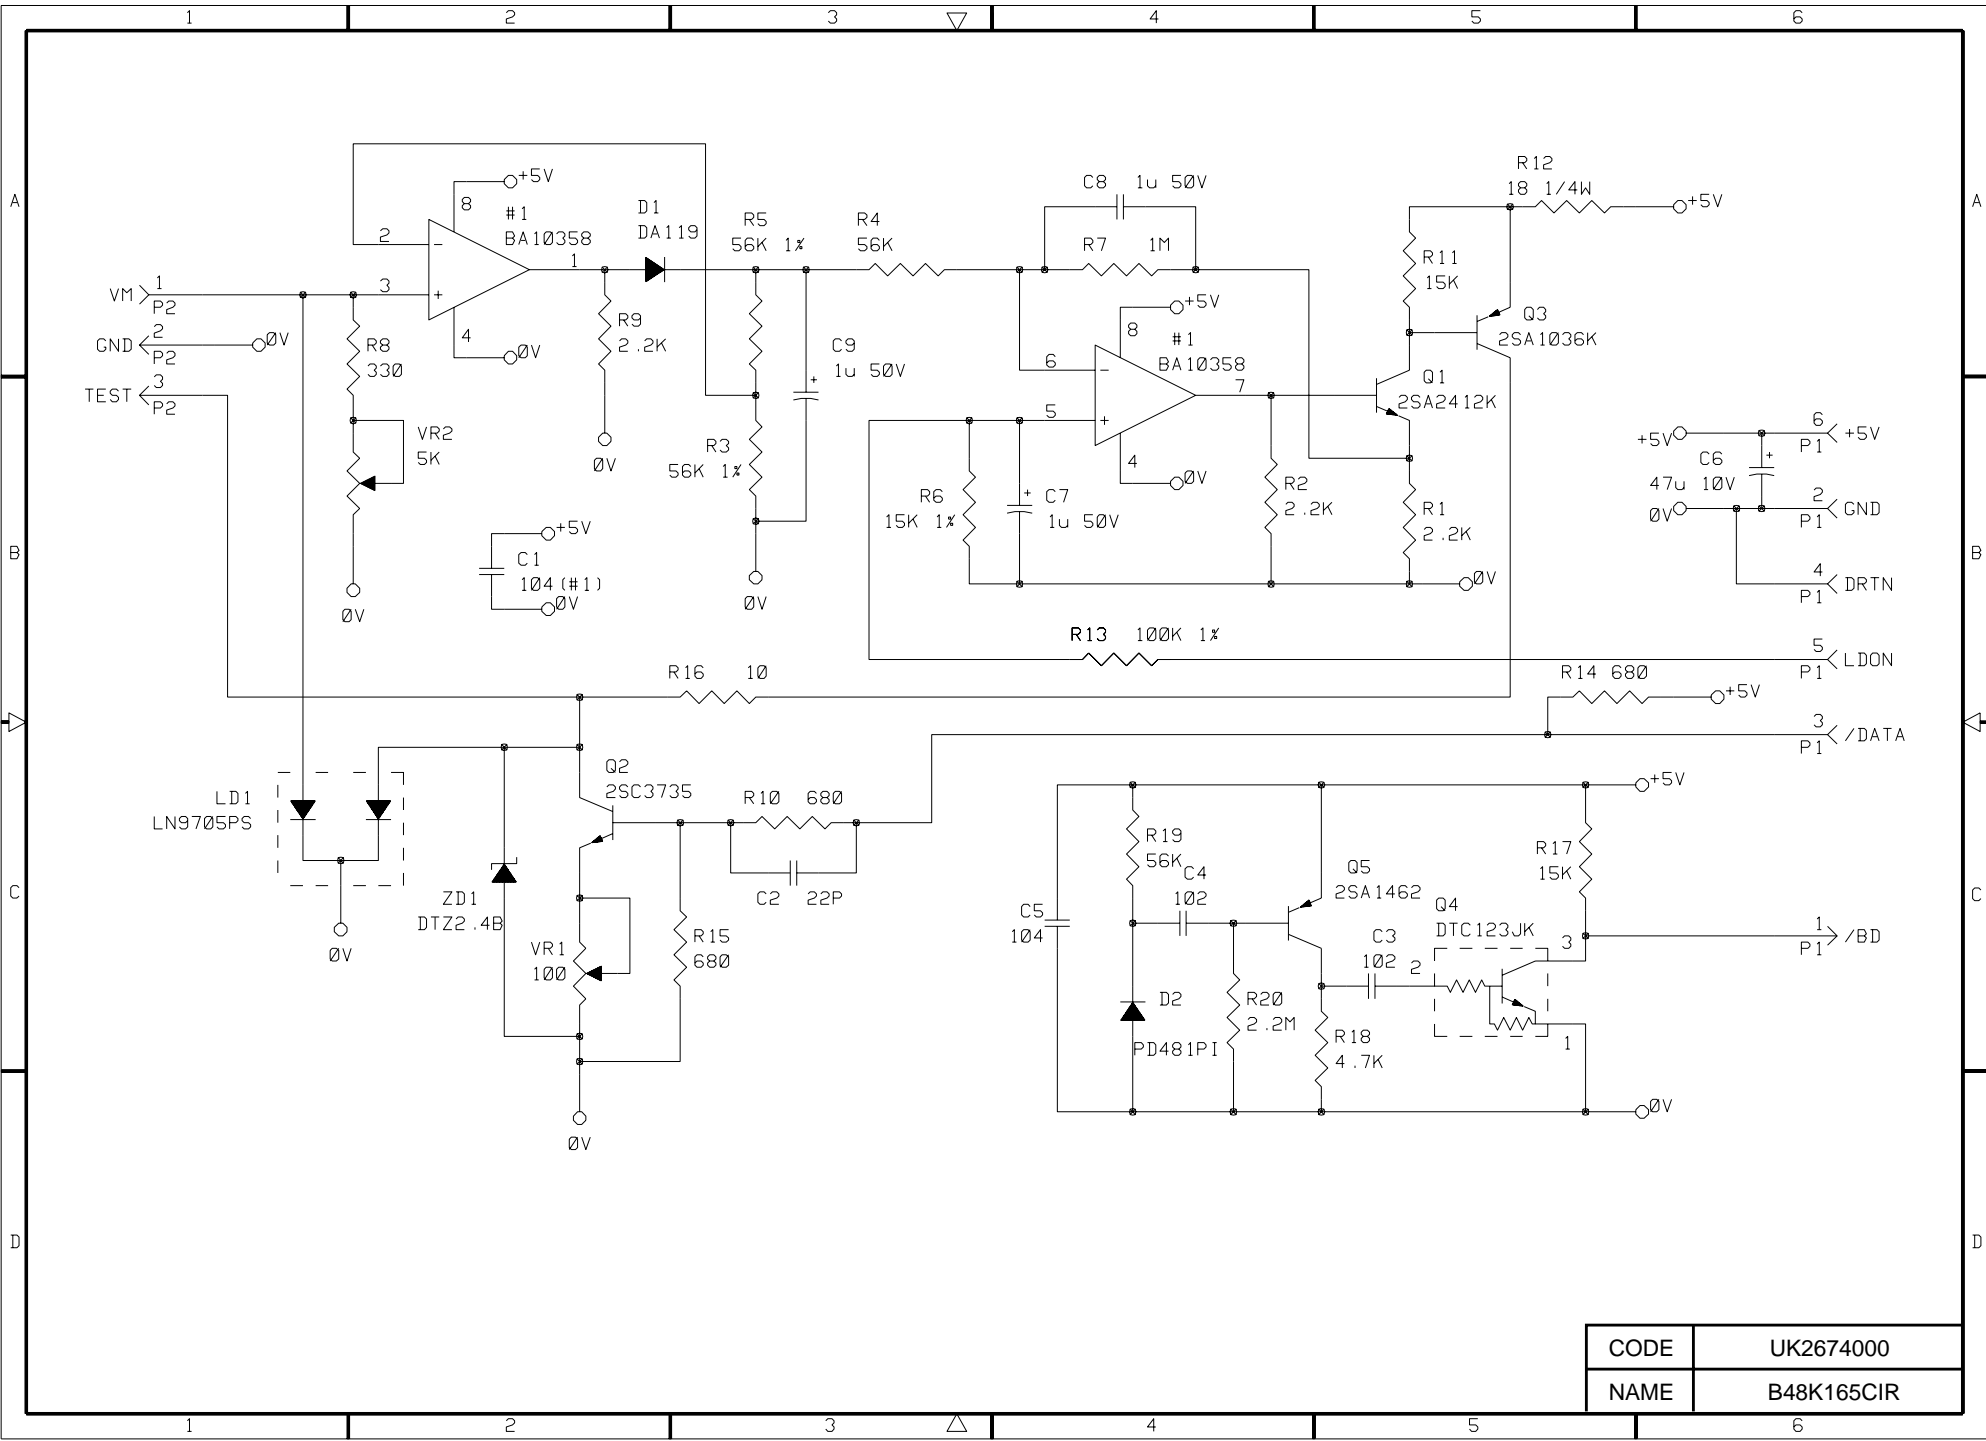 1 2 3 4 5 6
A A
B B
C C
D D
+5V
8
#1
BA10358
2
3
1
4
0V
D1
DA119
R5
56K 1%
R4
56K
C8 1u 50V
R7 1M
R12
18 1/4W
+5V
R11
15K
Q3
2SA1036K
VM 1
P2
GND 2
P2
0V
TEST 3
P2
R8
330
R9
2.2K
0V
C9
+
1u 50V
+5V
8
#1
BA10358
6
5
7
4
0V
Q1
2SA2412K
VR2
5K
0V
R3
56K 1%
0V
R6
15K 1%
+
C7
1u 50V
R2
2.2K
R1
2.2K
0V
+5V
6
P1
+5V
C6
+
47u 10V
0V
2
P1
GND
4
P1
DRTN
+5V
C1
104(#1)
0V
R13 100K 1%
5
P1
LDON
R16 10
R14 680
+5V
3
P1
/DATA
LD1
LN9705PS
0V
Q2
2SC3735
R10 680
C2 22P
ZD1
DTZ2.4B
VR1
100
R15
680
0V
+5V
R19
56K
C4
102
Q5
2SA1462
R17
15K
C5
104
Q4
DTC123JK
C3
102
2
3
1
1
P1
/BD
D2
PD481PI
R20
2.2M
R18
4.7K
0V
CODE UK2674000
NAME B48K165CIR
1 2 3 4 5 6